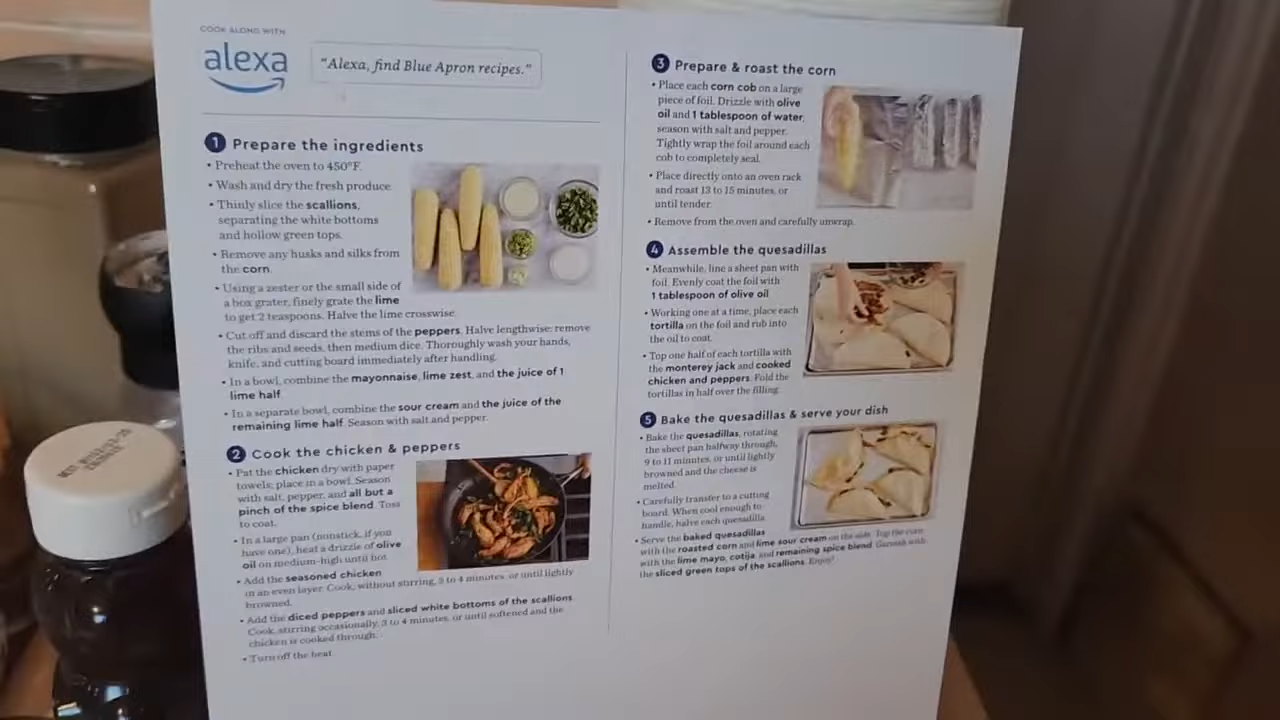 COOK ALONG WITH
alexa
"Alexa, find Blue Apron recipes."
1 Prepare the ingredients
• Preheat the oven to 450°F.
• Wash and dry the fresh produce.
• Thinly slice the scallions,
separating the white bottoms
and hollow green tops.
• Remove any husks and silks from
the corn.
• Using a zester or the small side of
a box grater, finely grate the lime
to get 2 teaspoons. Halve the lime crosswise.
• Cut off and discard the stems of the peppers. Halve lengthwise; remove
the ribs and seeds, then medium dice. Thoroughly wash your hands,
knife, and cutting board immediately after handling.
• In a bowl, combine the mayonnaise, lime zest, and the juice of 1
lime half.
• In a separate bowl, combine the sour cream and the juice of the
remaining lime half. Season with salt and pepper.
2 Cook the chicken & peppers
• Pat the chicken dry with paper
towels; place in a bowl. Season
with salt, pepper, and all but a
pinch of the spice blend. Toss
to coat.
• In a large pan (nonstick, if you
have one), heat a drizzle of olive
oil on medium-high until hot.
• Add the seasoned chicken
in an even layer. Cook, without stirring, 3 to 4 minutes, or until lightly
browned.
• Add the diced peppers and sliced white bottoms of the scallions.
Cook, stirring occasionally, 3 to 4 minutes, or until softened and the
chicken is cooked through.
• Turn off the heat.
3 Prepare & roast the corn
• Place each corn cob on a large
piece of foil. Drizzle with olive
oil and 1 tablespoon of water;
season with salt and pepper.
Tightly wrap the foil around each
cob to completely seal.
• Place directly onto an oven rack
and roast 13 to 15 minutes, or
until tender.
• Remove from the oven and carefully unwrap.
4 Assemble the quesadillas
• Meanwhile, line a sheet pan with
foil. Evenly coat the foil with
1 tablespoon of olive oil.
• Working one at a time, place each
tortilla on the foil and rub into
the oil to coat.
• Top one half of each tortilla with
the monterey jack and cooked
chicken and peppers. Fold the
tortillas in half over the filling.
5 Bake the quesadillas & serve your dish
• Bake the quesadillas, rotating
the sheet pan halfway through,
9 to 11 minutes, or until lightly
browned and the cheese is
melted.
• Carefully transfer to a cutting
board. When cool enough to
handle, halve each quesadilla.
• Serve the baked quesadillas
with the roasted corn and lime sour cream on the side. Top the corn
with the lime mayo, cotija, and remaining spice blend. Garnish with
the sliced green tops of the scallions. Enjoy!